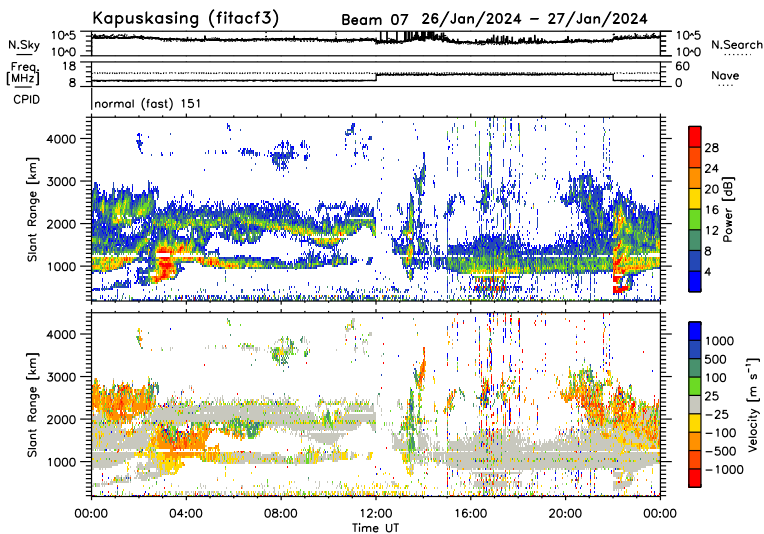 Kapuskasing (fitacf3) Beam 07 26/Jan/2024 − 27/Jan/2024
N.Sky 10^5 10^0 10^5 10^0 N.Search
Freq. [MHz] 18 8 60 0 Nave
CPID normal (fast) 151
Slant Range [km] 4000 3000 2000 1000
Power [dB] 28 24 20 16 12 8 4
Slant Range [km] 4000 3000 2000 1000
Velocity [m s^−1] 1000 500 100 25 −25 −100 −500 −1000
00:00 04:00 08:00 12:00 16:00 20:00 00:00
Time UT